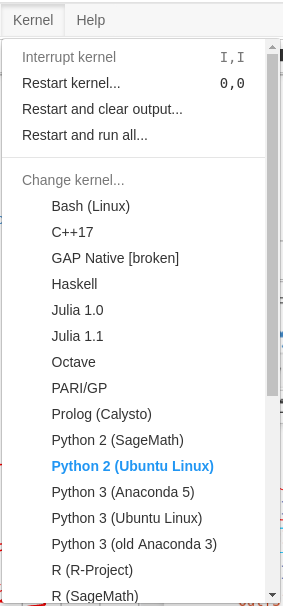 Kernel Help
Interrupt kernel I,I
Restart kernel... 0,0
Restart and clear output...
Restart and run all...
Change kernel...
Bash (Linux)
C++17
GAP Native [broken]
Haskell
Julia 1.0
Julia 1.1
Octave
PARI/GP
Prolog (Calysto)
Python 2 (SageMath)
Python 2 (Ubuntu Linux)
Python 3 (Anaconda 5)
Python 3 (Ubuntu Linux)
Python 3 (old Anaconda 3)
R (R-Project)
R (SageMath)